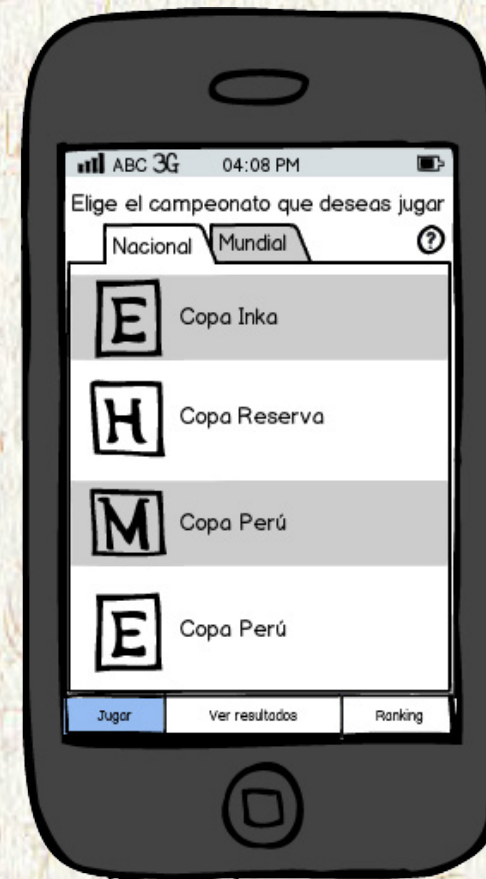 ABC 3G 04:08 PM
Elige el campeonato que deseas jugar
Nacional Mundial ?
E Copa Inka
H Copa Reserva
M Copa Perú
E Copa Perú
Jugar Ver resultados Ranking